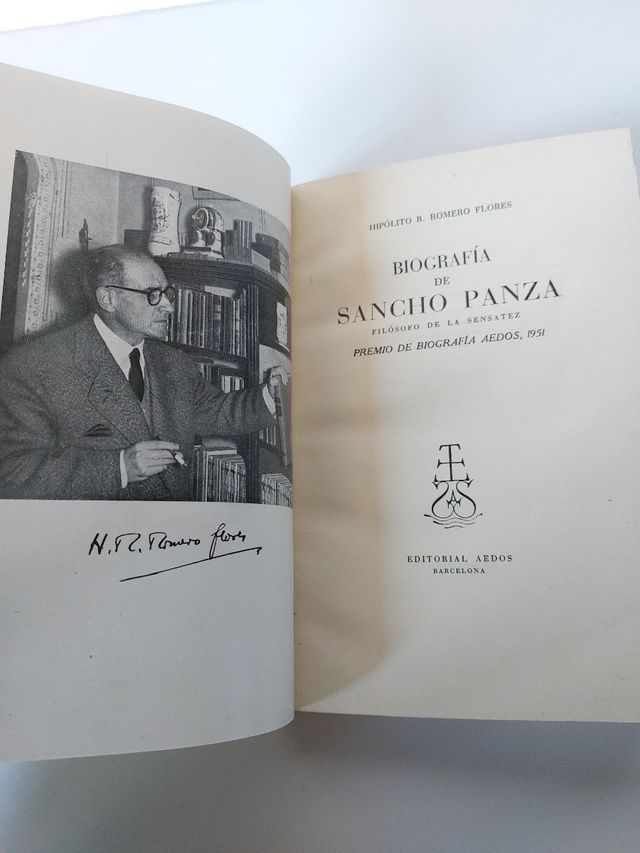 H. R. Romero flores
HIPÓLITO R. ROMERO FLORES
BIOGRAFÍA
DE
SANCHO PANZA
FILÓSOFO DE LA SENSATEZ
PREMIO DE BIOGRAFÍA AEDOS, 1951
EDITORIAL AEDOS
BARCELONA